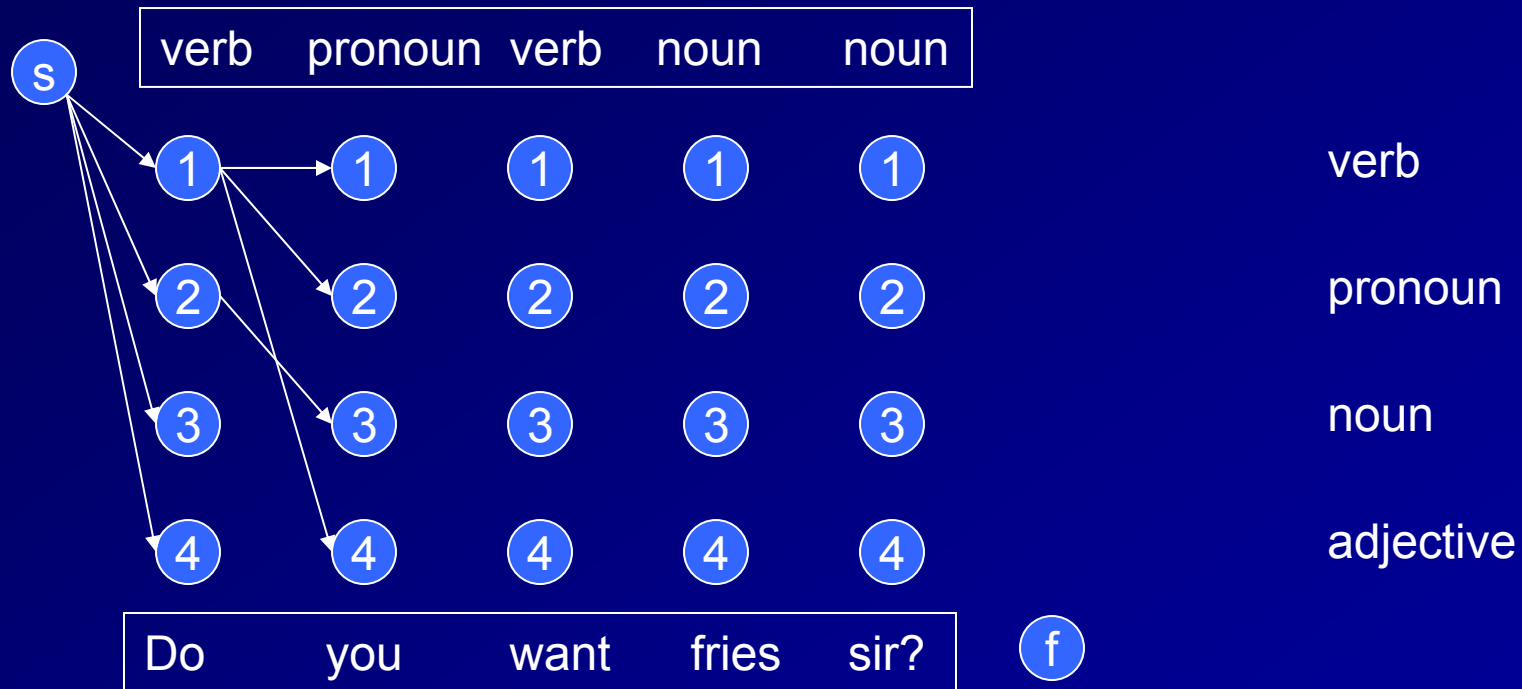 s
verb pronoun verb noun noun
1 1 1 1 1 verb
2 2 2 2 2 pronoun
3 3 3 3 3 noun
4 4 4 4 4 adjective
Do you want fries sir? f